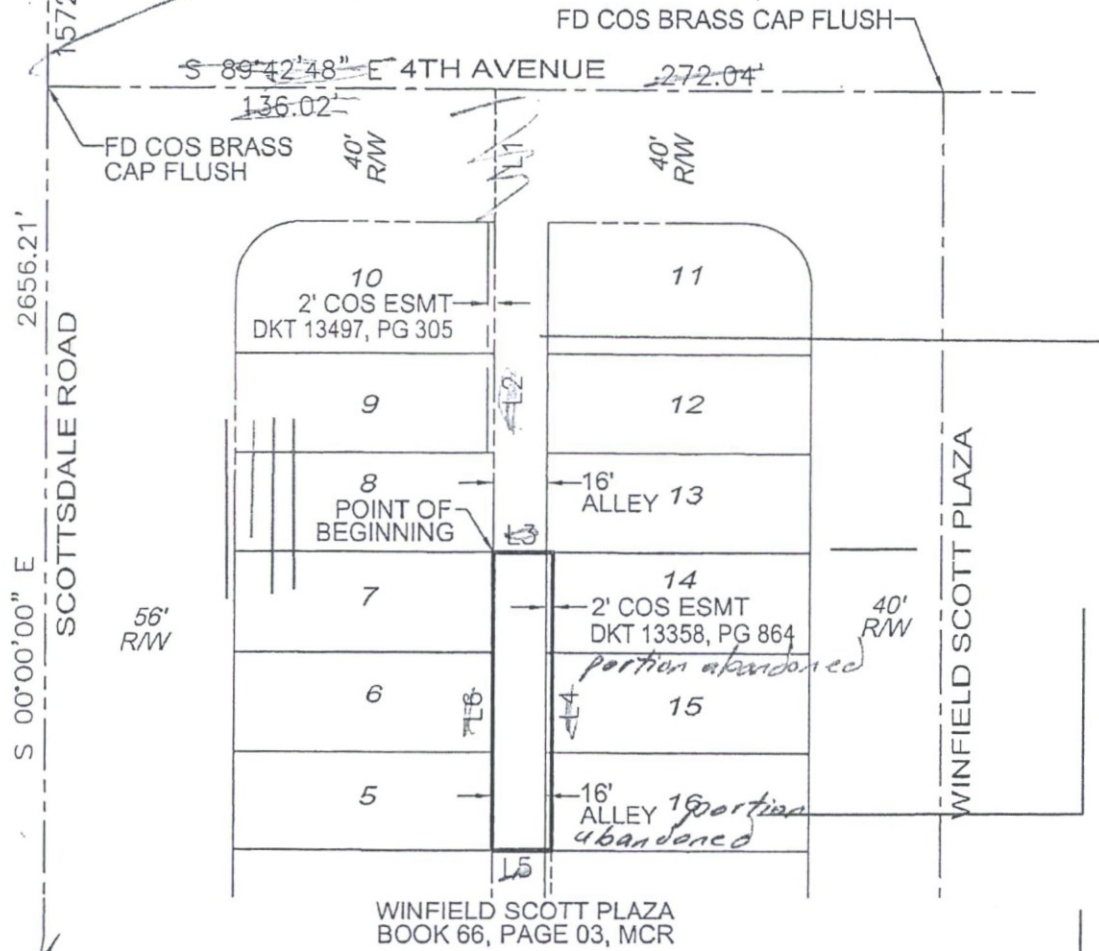 1572
FD COS BRASS CAP FLUSH
S 89°42'48" E 4TH AVENUE 272.04'
136.02'
FD COS BRASS
CAP FLUSH
40'
R/W
L1
40'
R/W
2656.21'
10
11
2' COS ESMT
DKT 13497, PG 305
SCOTTSDALE ROAD
9
L2
12
8
16'
ALLEY
13
POINT OF
BEGINNING
L3
WINFIELD SCOTT PLAZA
S 00°00'00" E
56'
R/W
7
14
2' COS ESMT
DKT 13358, PG 864
40'
R/W
portion abandoned
6
L6
L4
15
5
16'
ALLEY
16
portion
abandoned
L5
WINFIELD SCOTT PLAZA
BOOK 66, PAGE 03, MCR